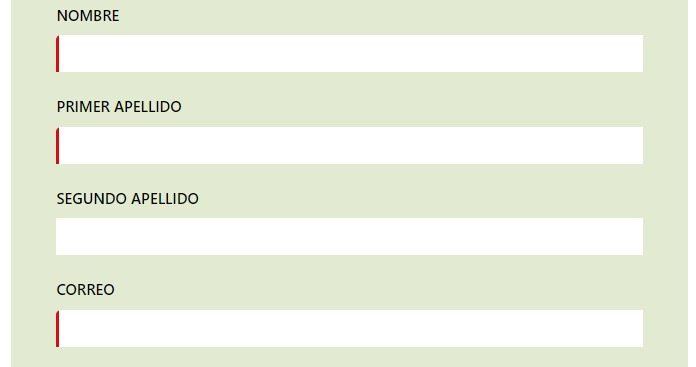 NOMBRE
PRIMER APELLIDO
SEGUNDO APELLIDO
CORREO